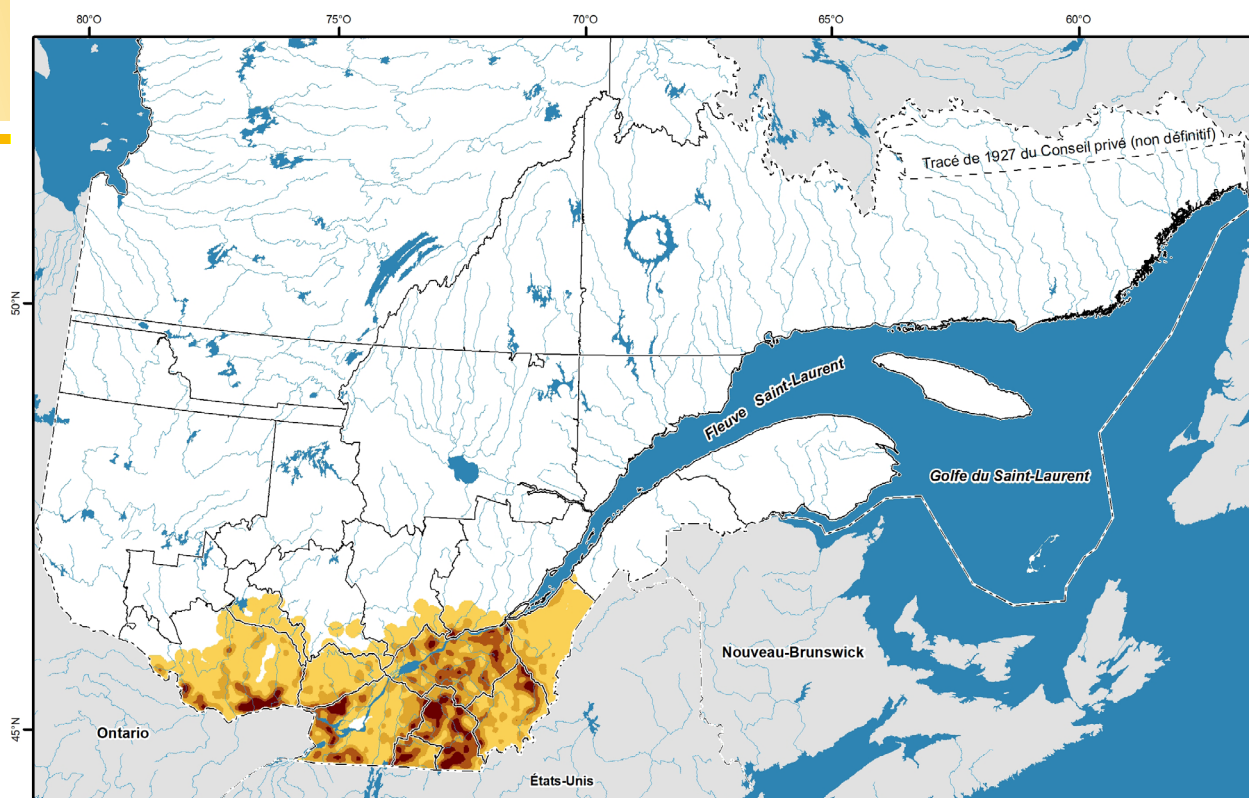 80°O 75°O 70°O 65°O 60°O
Tracé de 1927 du Conseil privé (non définitif)
50°N
Fleuve Saint-Laurent
Golfe du Saint-Laurent
Nouveau-Brunswick
45°N
Ontario
États-Unis